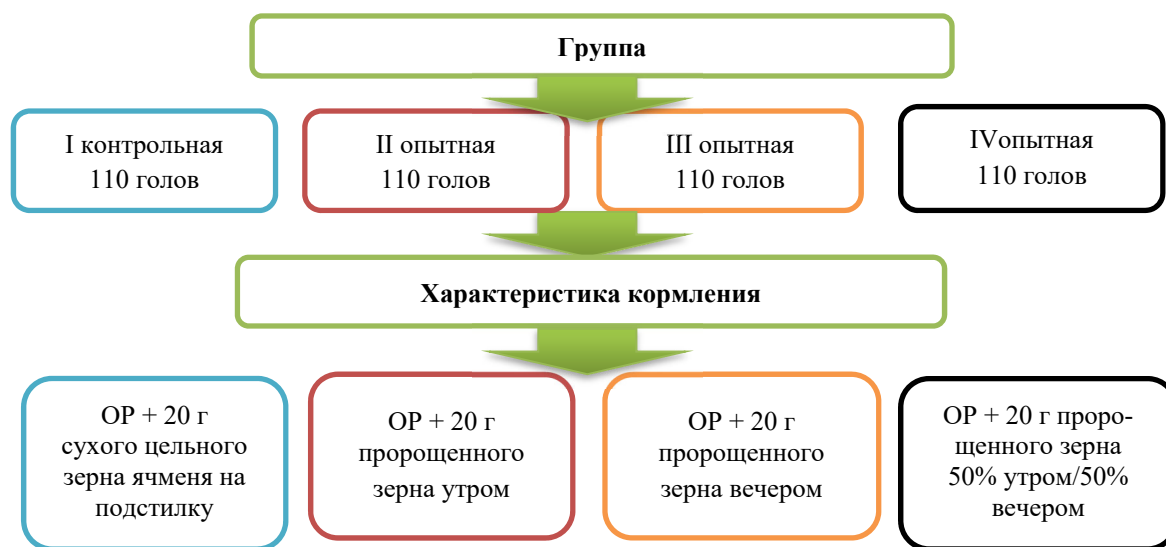 Группа
I контрольная
110 голов
II опытная
110 голов
III опытная
110 голов
IVопытная
110 голов
Характеристика кормления
ОР + 20 г
сухого цельного
зерна ячменя на
подстилку
ОР + 20 г
пророщенного
зерна утром
ОР + 20 г
пророщенного
зерна вечером
ОР + 20 г проро-
щенного зерна
50% утром/50%
вечером